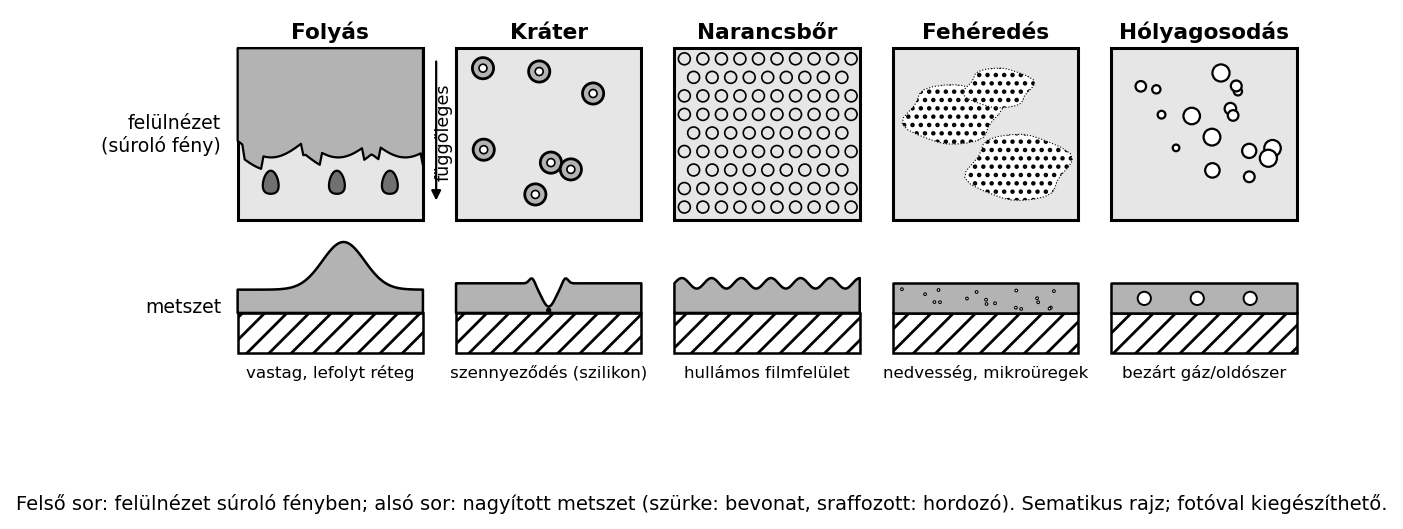 Folyás
Kráter
Narancsbőr
Fehéredés
Hólyagosodás
felülnézet
(súroló fény)
függőleges
metszet
vastag, lefolyt réteg
szennyeződés (szilikon)
hullámos filmfelület
nedvesség, mikroüregek
bezárt gáz/oldószer
Felső sor: felülnézet súroló fényben; alsó sor: nagyított metszet (szürke: bevonat, sraffozott: hordozó). Sematikus rajz; fotóval kiegészíthető.